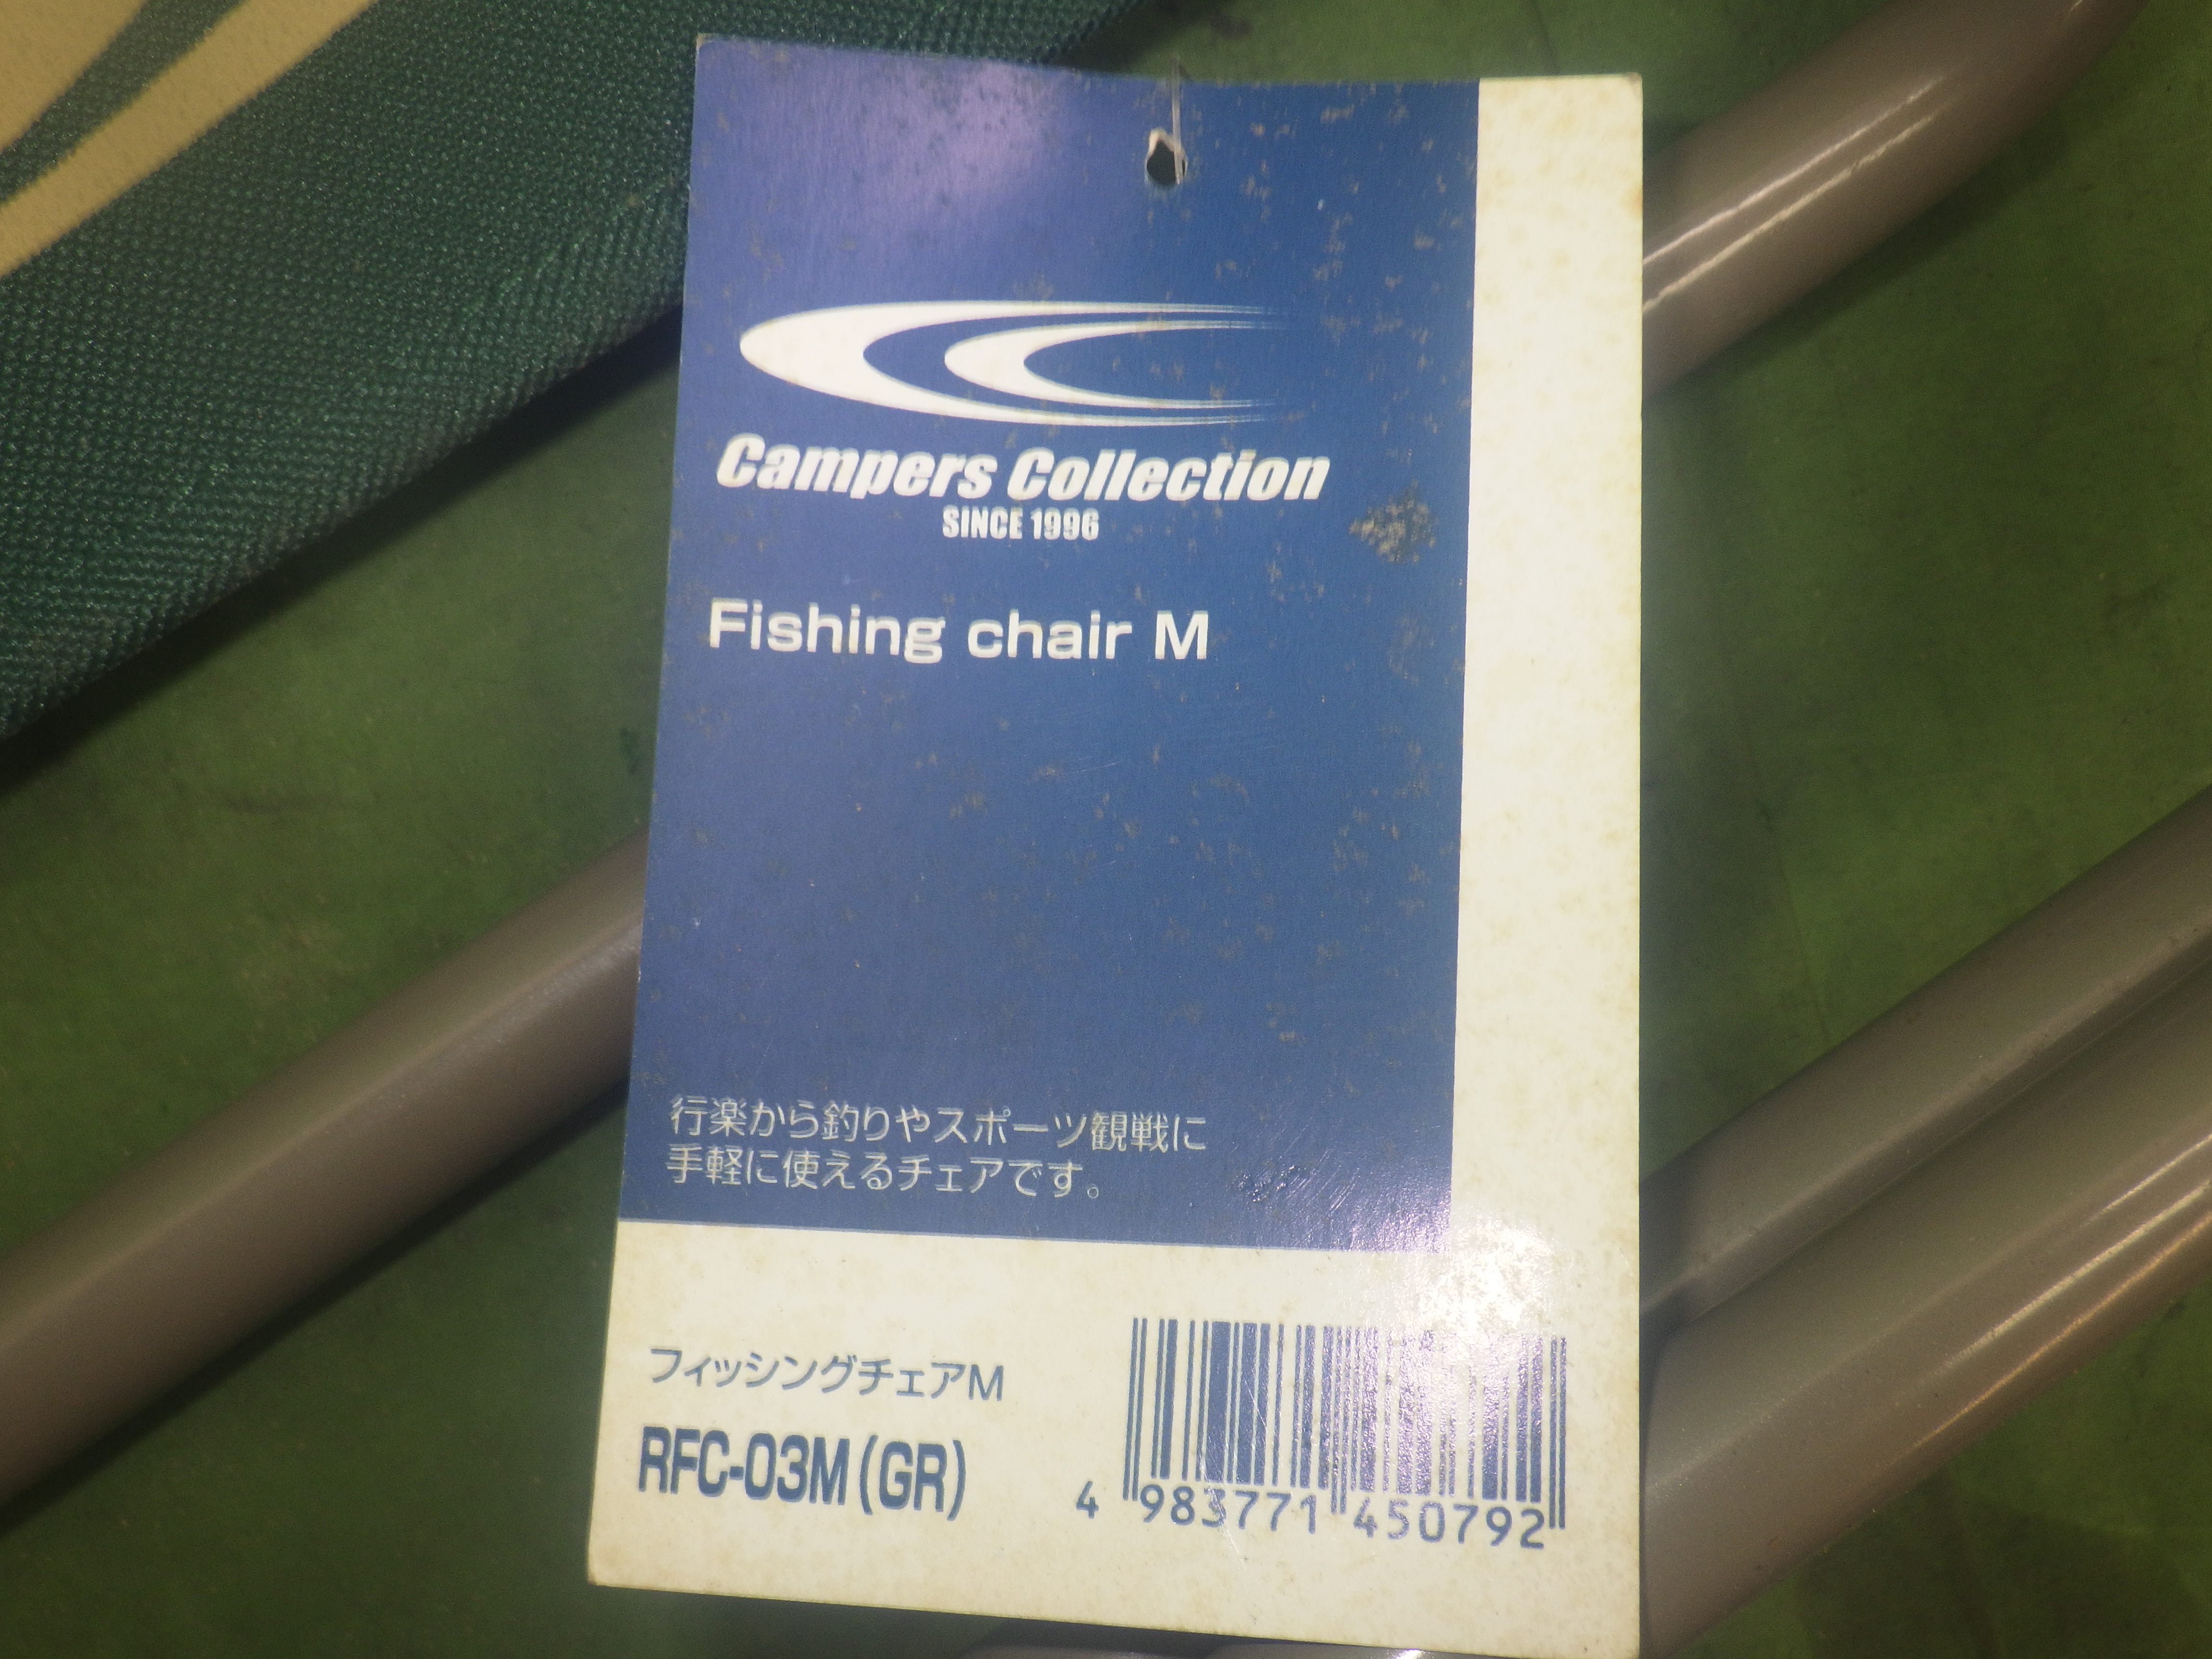 Campers Collection
SINCE 1996
Fishing chair M
行楽から釣りやスポーツ観戦に
手軽に使えるチェアです。
フィッシングチェアM
RFC-03M(GR)
4 983771 450792